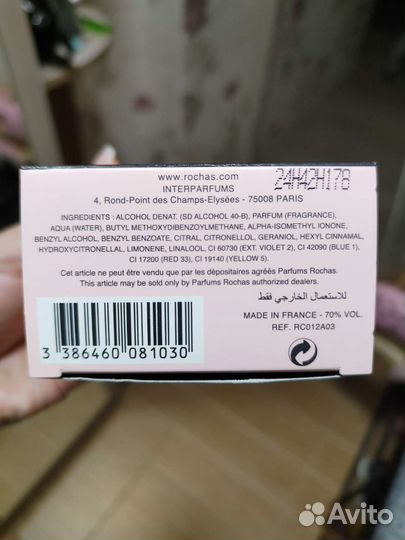 www.rochas.com
24H42H178
INTERPARFUMS
4, Rond-Point des Champs-Elysées - 75008 PARIS
INGREDIENTS : ALCOHOL DENAT. (SD ALCOHOL 40-B), PARFUM (FRAGRANCE),
AQUA (WATER), BUTYL METHOXYDIBENZOYLMETHANE, ALPHA-ISOMETHYL IONONE,
BENZYL ALCOHOL, BENZYL BENZOATE, CITRAL, CITRONELLOL, GERANIOL, HEXYL CINNAMAL,
HYDROXYCITRONELLAL, LIMONENE, LINALOOL, CI 60730 (EXT. VIOLET 2), CI 42090 (BLUE 1),
CI 17200 (RED 33), CI 19140 (YELLOW 5).
Cet article ne peut être vendu que par les dépositaires agréés Parfums Rochas.
This article may be sold only by Parfums Rochas authorized dealers.
للاستعمال الخارجي فقط
MADE IN FRANCE - 70% VOL.
REF. RC012A03
3 386460 081030
Avito